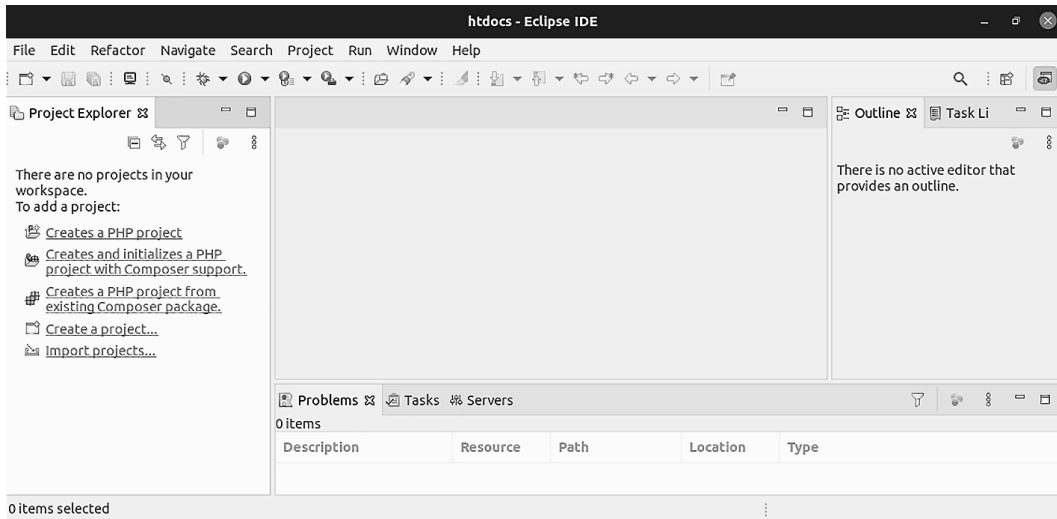 htdocs - Eclipse IDE
File Edit Refactor Navigate Search Project Run Window Help
Project Explorer
Outline Task Li
There are no projects in your
workspace.
To add a project:
Creates a PHP project
Creates and initializes a PHP
project with Composer support.
Creates a PHP project from
existing Composer package.
Create a project...
Import projects...
There is no active editor that
provides an outline.
Problems Tasks Servers
0 items
Description Resource Path Location Type
0 items selected